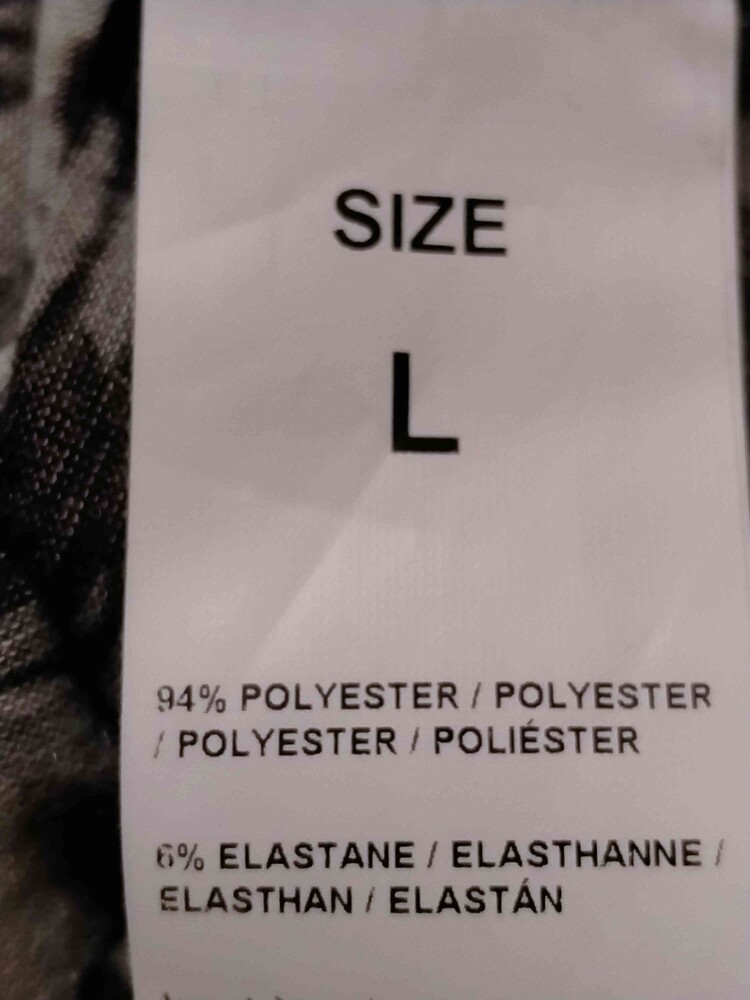 SIZE
L
94% POLYESTER / POLYESTER
/ POLYESTER / POLIÉSTER
6% ELASTANE / ELASTHANNE /
ELASTHAN / ELASTÁN